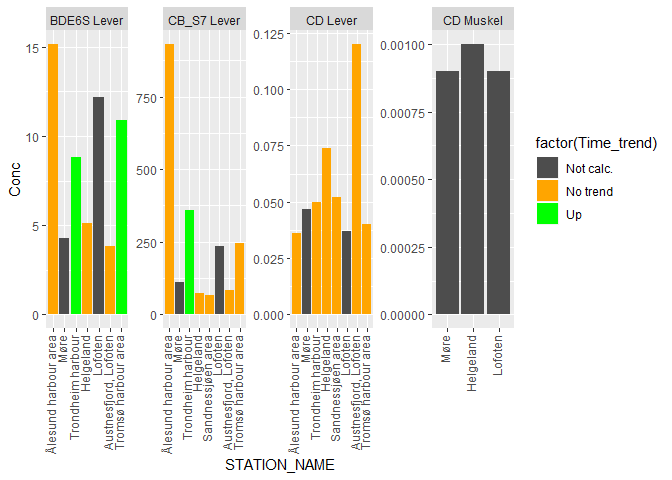 BDE6S Lever
CB_S7 Lever
CD Lever
CD Muskel
Conc
15
10
5
0
750
500
250
0
0.125
0.100
0.075
0.050
0.025
0.000
0.00100
0.00075
0.00050
0.00025
0.00000
Ålesund harbour area
Møre
Trondheim harbour
Helgeland
Lofoten
Austnesfjord, Lofoten
Tromsø harbour area
Ålesund harbour area
Møre
Trondheim harbour
Helgeland
Sandnessjøen area
Lofoten
Austnesfjord, Lofoten
Tromsø harbour area
Ålesund harbour area
Møre
Trondheim harbour
Helgeland
Sandnessjøen area
Lofoten
Austnesfjord, Lofoten
Tromsø harbour area
Møre
Helgeland
Lofoten
STATION_NAME
factor(Time_trend)
Not calc.
No trend
Up